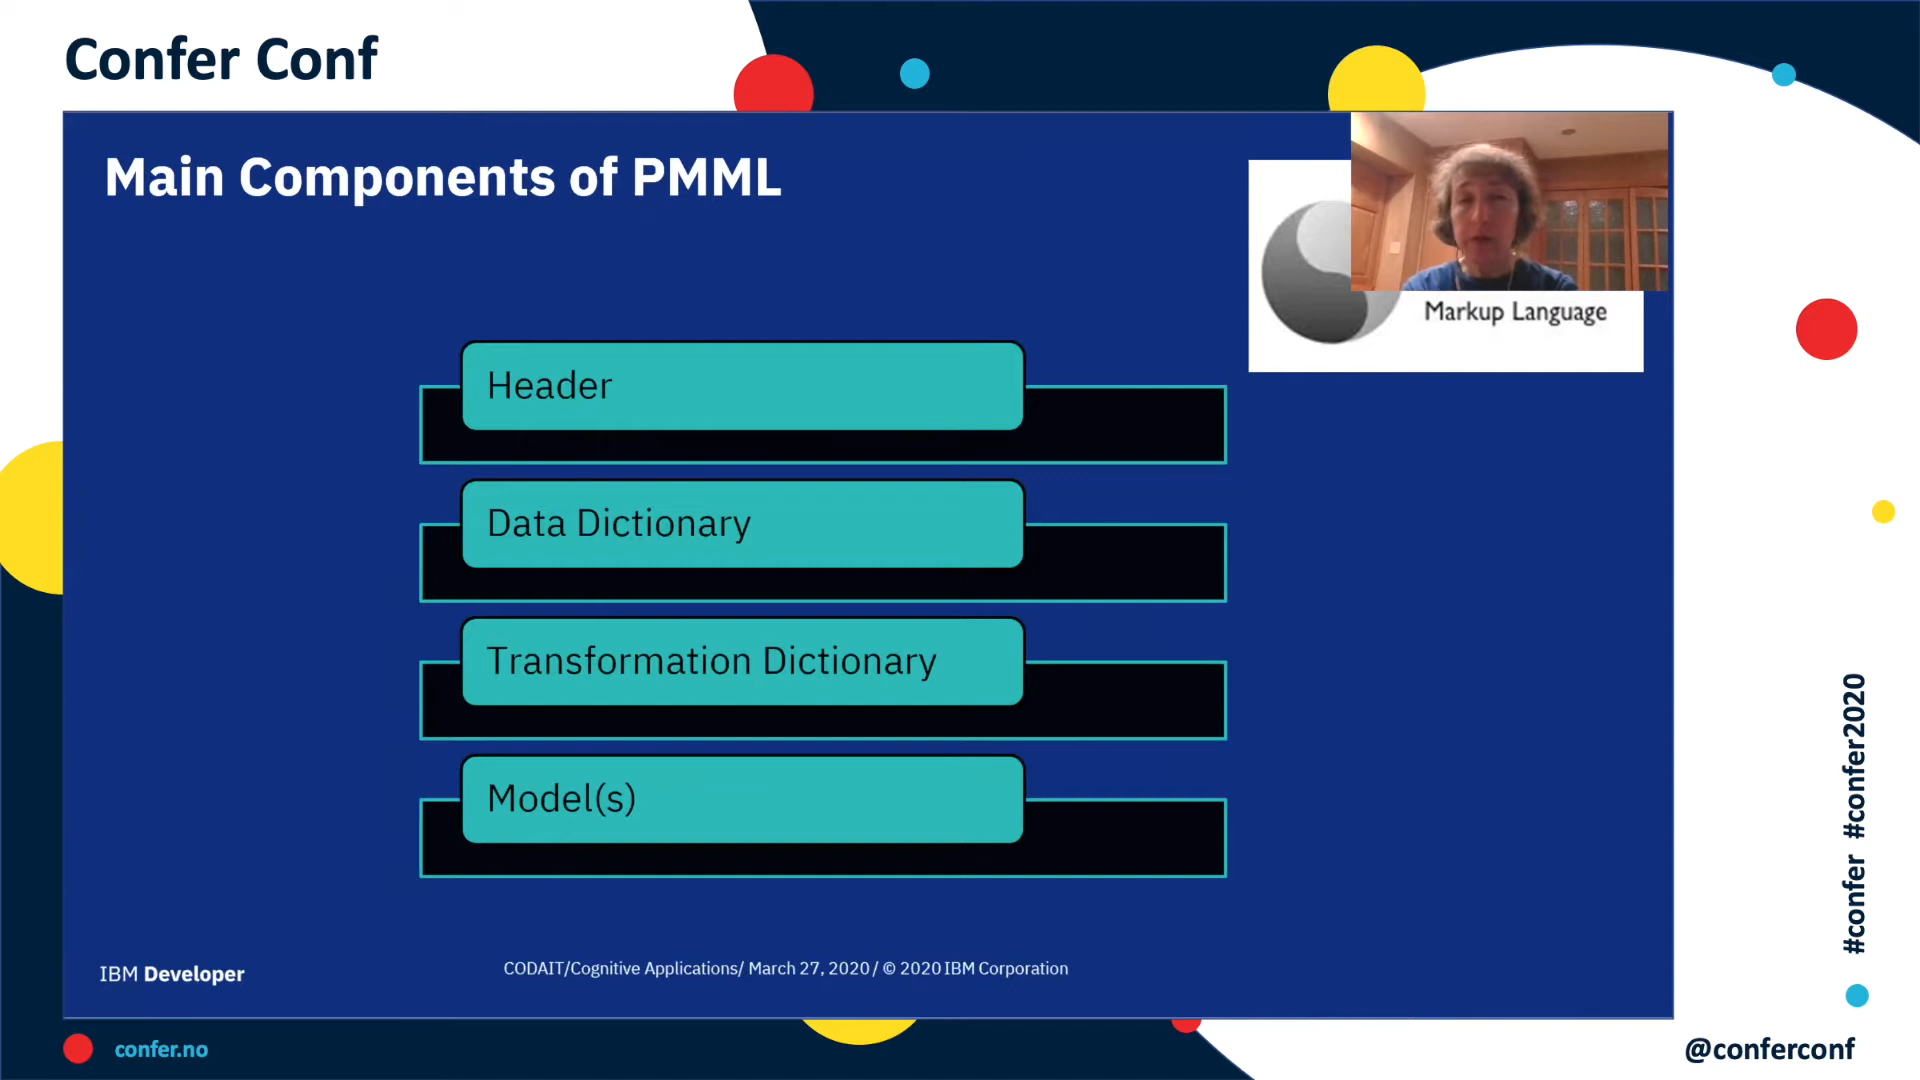 Confer Conf
Main Components of PMML
Markup Language
Header
Data Dictionary
Transformation Dictionary
Model(s)
IBM Developer
CODAIT/Cognitive Applications/ March 27, 2020 / © 2020 IBM Corporation
#confer #confer2020
confer.no
@conferconf